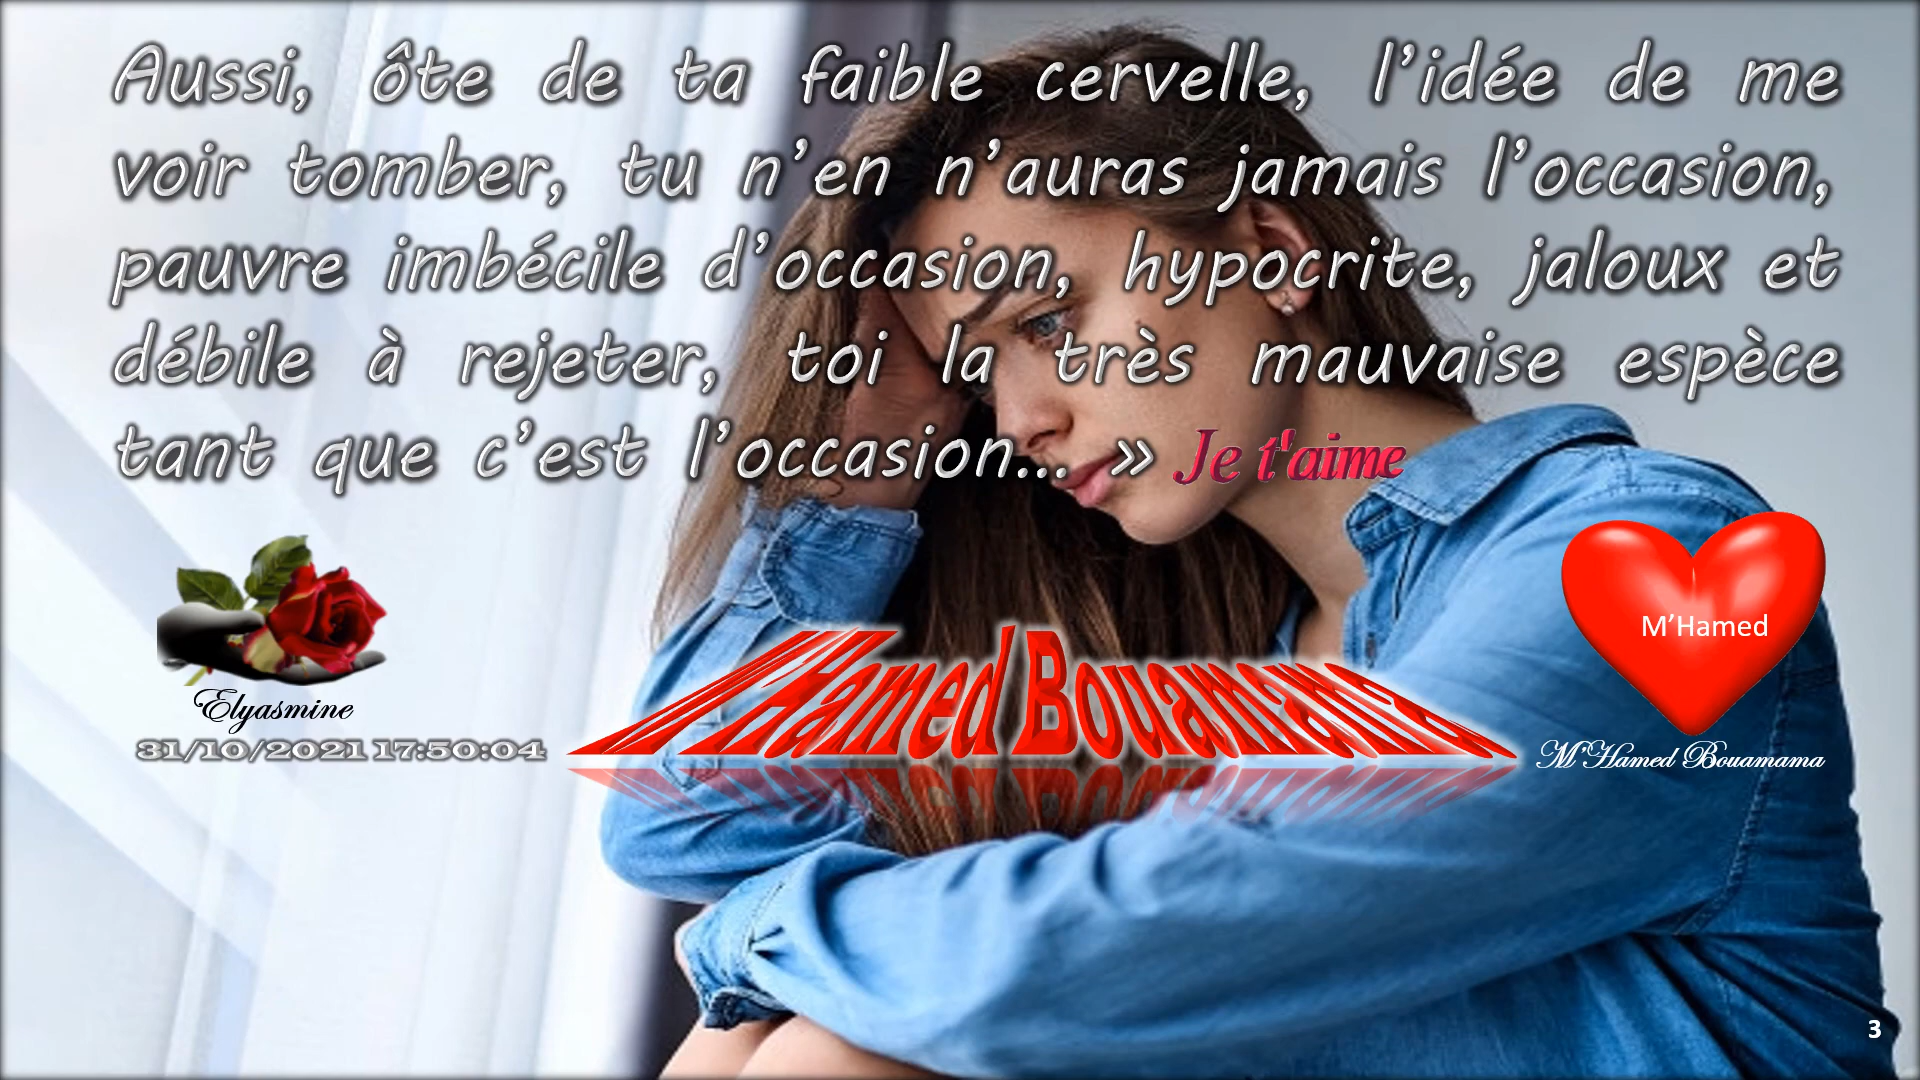 Aussi, ôte de ta faible cervelle, l’idée de me
voir tomber, tu n’en n’auras jamais l’occasion,
pauvre imbécile d’occasion, hypocrite, jaloux et
débile à rejeter, toi la très mauvaise espèce
tant que c’est l’occasion... » Je t'aime
M’Hamed
Elyasmine
31/10/2021 17:50:04
M'Hamed Bouamama
M'Hamed Bouamama
3